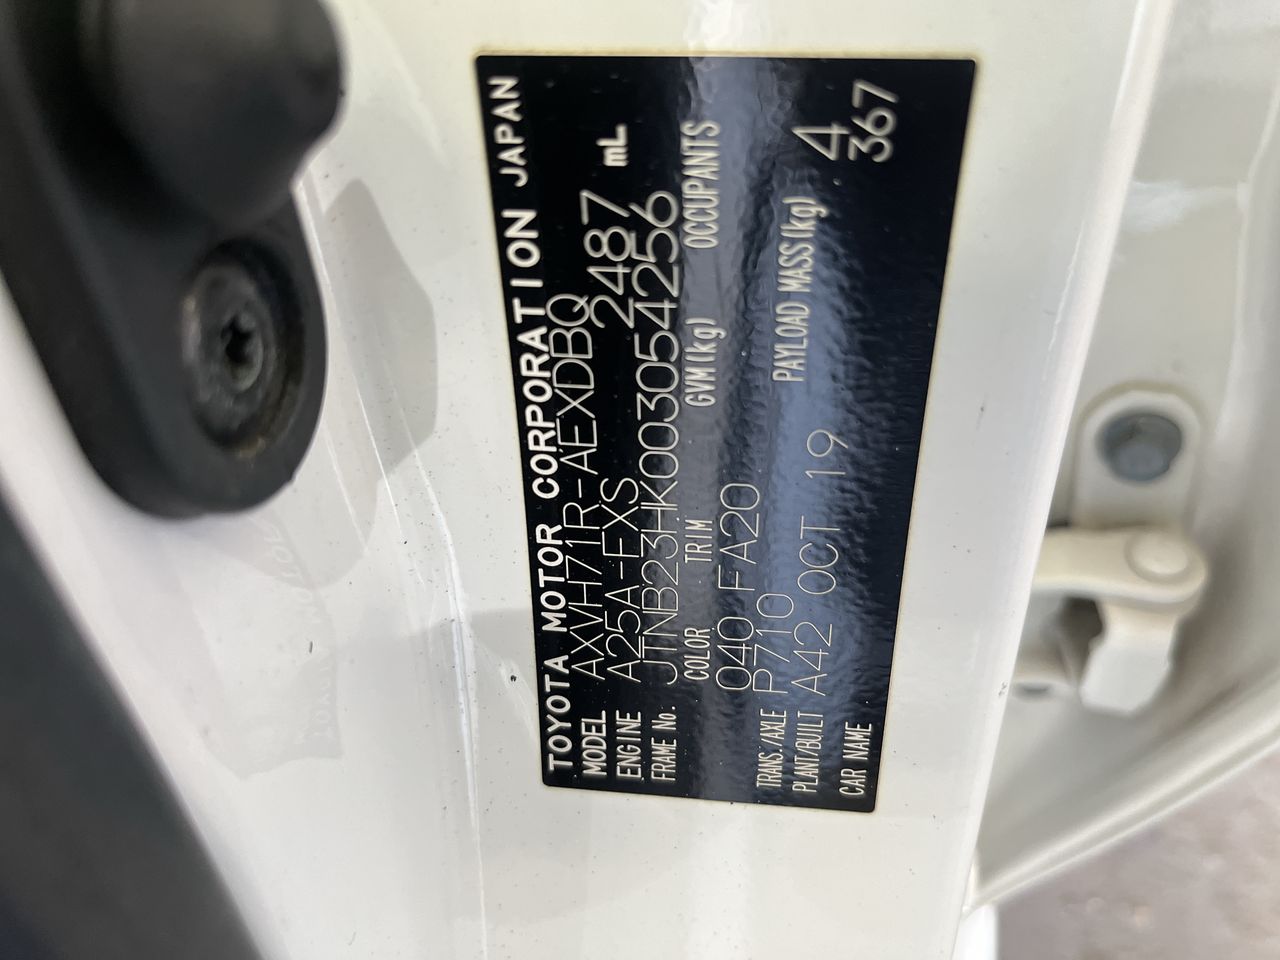 TOYOTA MOTOR CORPORATION JAPAN
MODEL AXVH71R-AEXDBQ
ENGINE A25A-FXS 2487 mL
FRAME No. JTNB23HK003054256
COLOR TRIM GVM(kg) OCCUPANTS
040 FA20 4
TRANS./AXLE P710 PAYLOAD MASS(kg) 367
PLANT/BUILT A42 OCT 19
CAR NAME